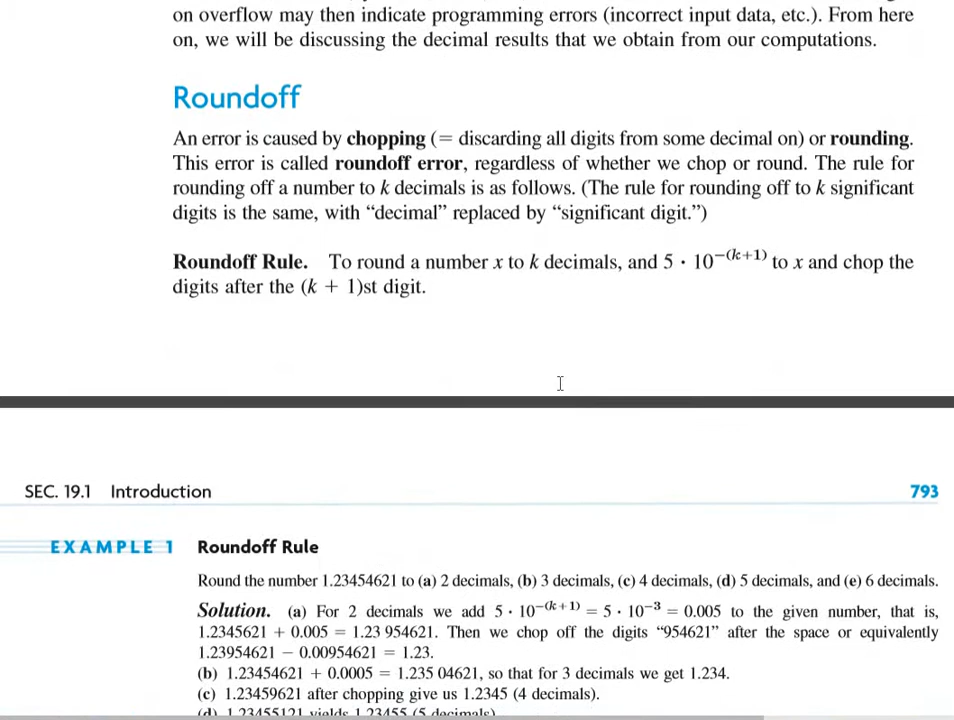 on overflow may then indicate programming errors (incorrect input data, etc.). From here
on, we will be discussing the decimal results that we obtain from our computations.
Roundoff
An error is caused by chopping (= discarding all digits from some decimal on) or rounding.
This error is called roundoff error, regardless of whether we chop or round. The rule for
rounding off a number to k decimals is as follows. (The rule for rounding off to k significant
digits is the same, with “decimal” replaced by “significant digit.”)
Roundoff Rule. To round a number x to k decimals, and 5 · 10^−(k+1) to x and chop the
digits after the (k + 1)st digit.
SEC. 19.1 Introduction 793
EXAMPLE 1 Roundoff Rule
Round the number 1.23454621 to (a) 2 decimals, (b) 3 decimals, (c) 4 decimals, (d) 5 decimals, and (e) 6 decimals.
Solution. (a) For 2 decimals we add 5 · 10^−(k+1) = 5 · 10^−3 = 0.005 to the given number, that is,
1.2345621 + 0.005 = 1.23 954621. Then we chop off the digits “954621” after the space or equivalently
1.23954621 − 0.00954621 = 1.23.
(b) 1.23454621 + 0.0005 = 1.235 04621, so that for 3 decimals we get 1.234.
(c) 1.23459621 after chopping give us 1.2345 (4 decimals).
(d) 1.23455121 yields 1.23455 (5 decimals).